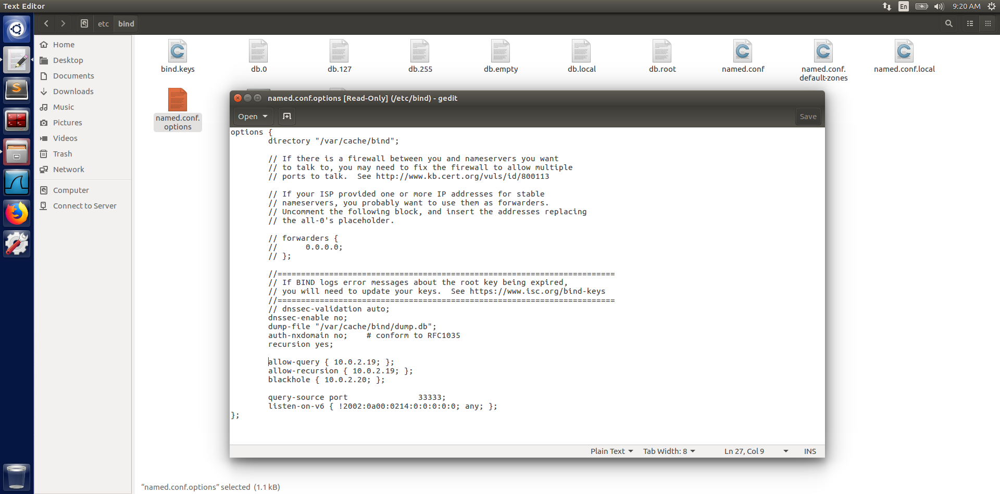 Text Editor
En
9:20 AM
etc
bind
Home
Desktop
Documents
Downloads
Music
Pictures
Videos
Trash
Network
Computer
Connect to Server
bind.keys
db.0
db.127
db.255
db.empty
db.local
db.root
named.conf
named.conf.
default-zones
named.conf.local
named.conf.
options
named.conf.options [Read-Only] (/etc/bind) - gedit
Open
Save
options {
directory "/var/cache/bind";
// If there is a firewall between you and nameservers you want
// to talk to, you may need to fix the firewall to allow multiple
// ports to talk.  See http://www.kb.cert.org/vuls/id/800113
// If your ISP provided one or more IP addresses for stable
// nameservers, you probably want to use them as forwarders.
// Uncomment the following block, and insert the addresses replacing
// the all-0's placeholder.
// forwarders {
//      0.0.0.0;
// };
//========================================================================
// If BIND logs error messages about the root key being expired,
// you will need to update your keys.  See https://www.isc.org/bind-keys
//========================================================================
// dnssec-validation auto;
dnssec-enable no;
dump-file "/var/cache/bind/dump.db";
auth-nxdomain no;    # conform to RFC1035
recursion yes;
allow-query { 10.0.2.19; };
allow-recursion { 10.0.2.19; };
blackhole { 10.0.2.20; };
query-source port               33333;
listen-on-v6 { !2002:0a00:0214:0:0:0:0:0; any; };
};
Plain Text
Tab Width: 8
Ln 27, Col 9
INS
“named.conf.options” selected (1.1 kB)